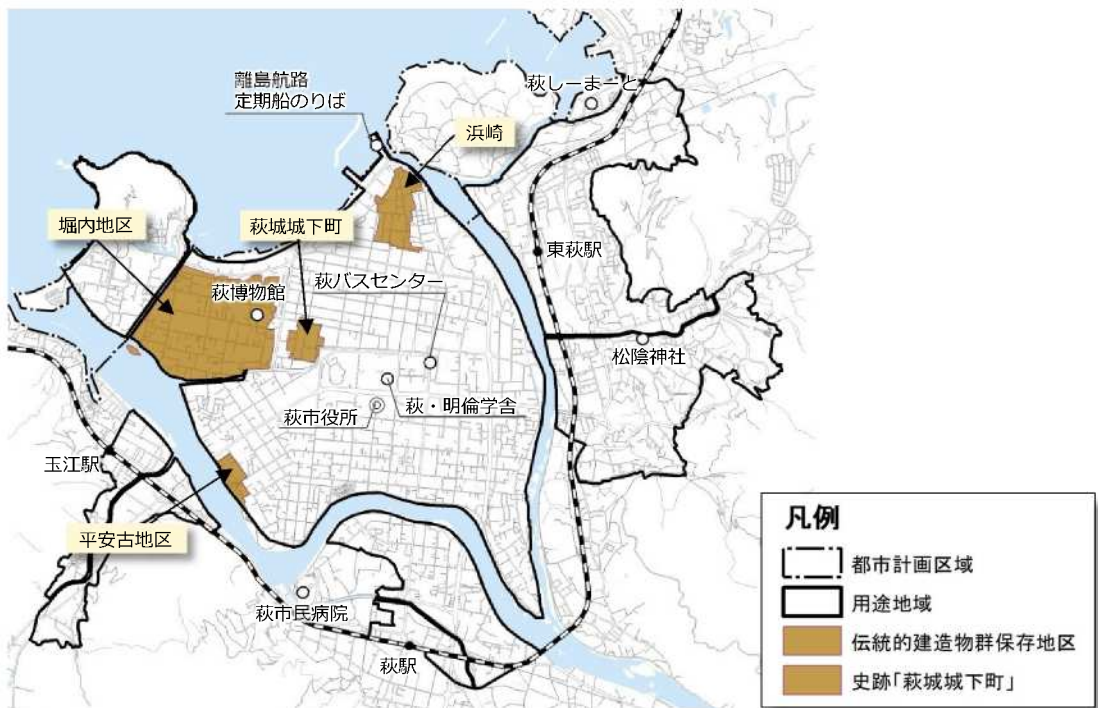 離島航路
定期船のりば
萩しーまーと
浜崎
堀内地区
萩城城下町
東萩駅
萩博物館
萩バスセンター
松陰神社
萩市役所
萩・明倫学舎
玉江駅
平安古地区
萩市民病院
萩駅
凡例
都市計画区域
用途地域
伝統的建造物群保存地区
史跡「萩城城下町」